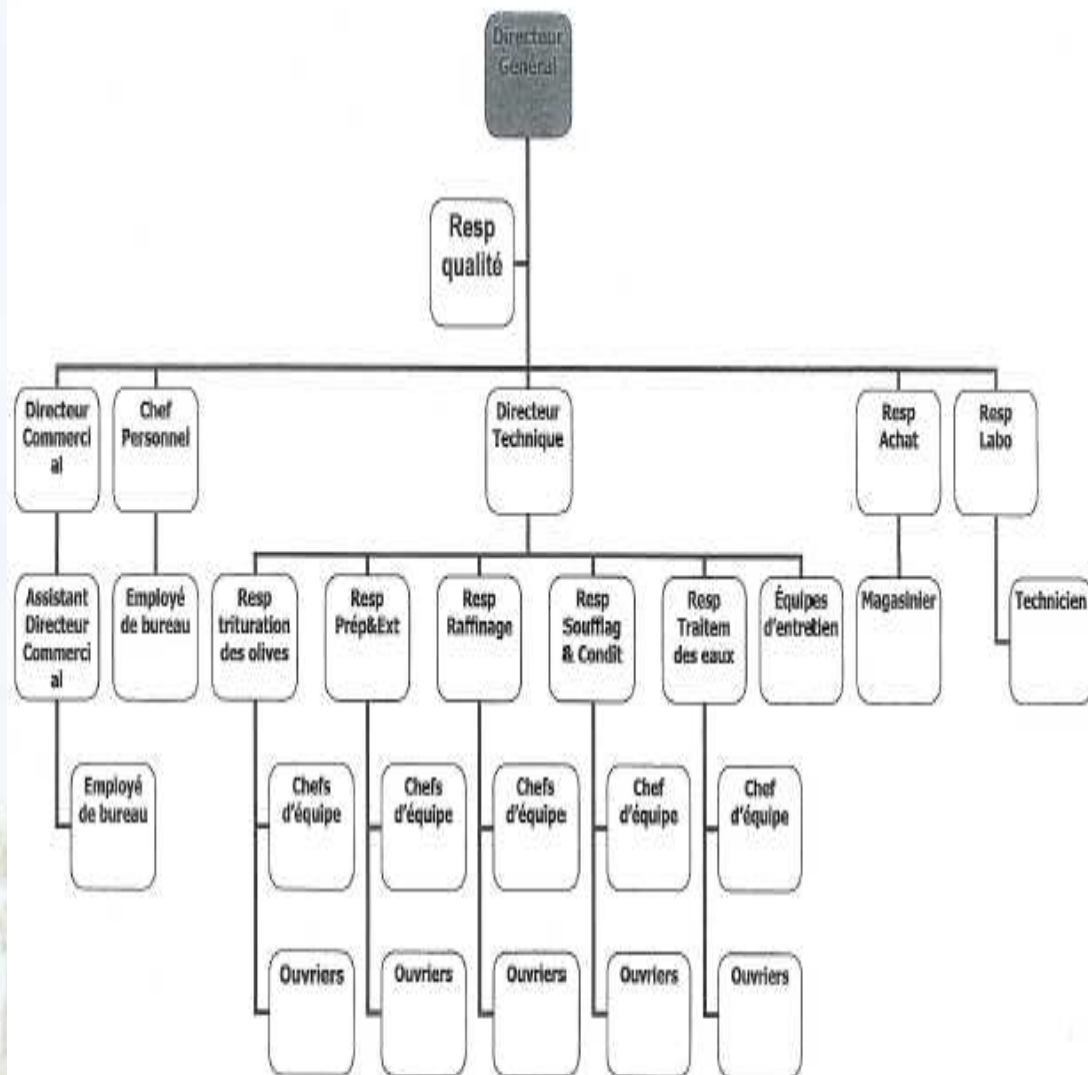 Directeur
Général
Resp
qualité
Directeur
Commerci
al
Chef
Personnel
Directeur
Technique
Resp
Achat
Resp
Labo
Assistant
Directeur
Commerci
al
Employé
de bureau
Resp
trituration
des olives
Resp
Prép&Ext
Resp
Raffinage
Resp
Soufflag
& Condit
Resp
Traitem
des eaux
Équipes
d'entretien
Magasinier
Technicien
Employé
de bureau
Chefs
d'équipe
Chefs
d'équipe
Chefs
d'équipe
Chef
d'équipe
Chef
d'équipe
Ouvriers
Ouvriers
Ouvriers
Ouvriers
Ouvriers